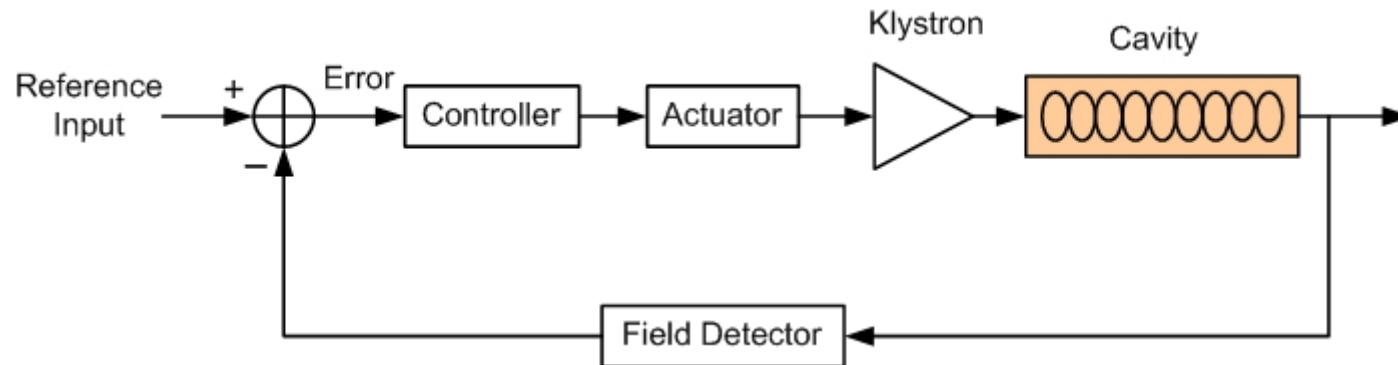 Klystron
Cavity
Reference
Input
+
Error
Controller
Actuator
−
Field Detector